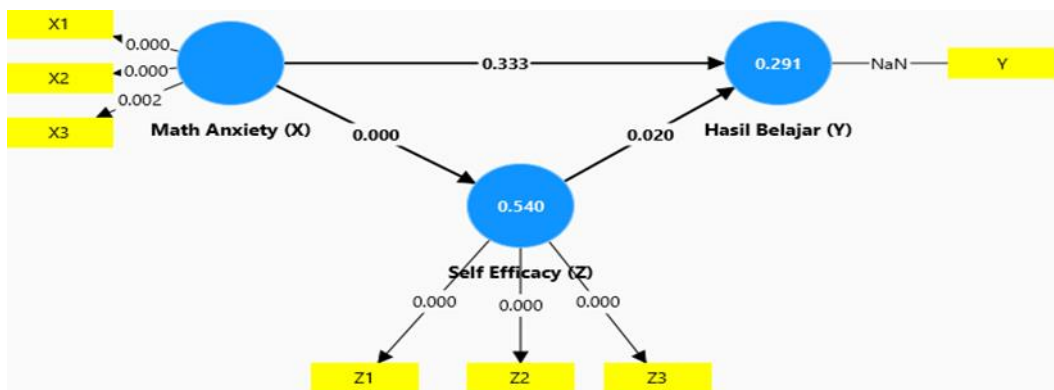 X1
0.000
X2
0.000
0.002
X3
Math Anxiety (X)
0.333
0.291
NaN
Y
Hasil Belajar (Y)
0.000
0.020
0.540
Self Efficacy (Z)
0.000
0.000
0.000
Z1
Z2
Z3